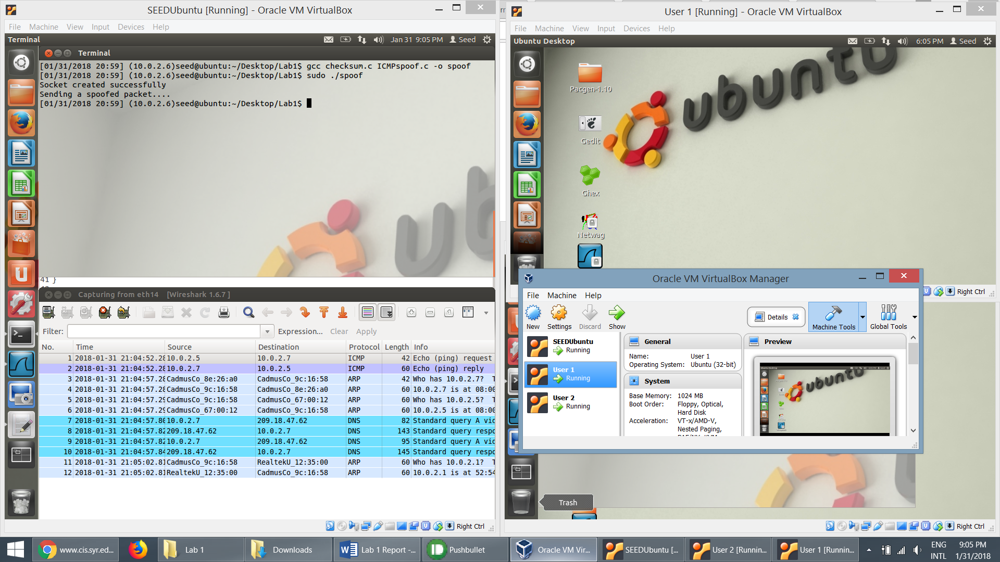 SEEDUbuntu [Running] - Oracle VM VirtualBox
File Machine View Input Devices Help
Terminal Jan 31 9:05 PM Seed
Terminal
[01/31/2018 20:59] (10.0.2.6)seed@ubuntu:~/Desktop/Lab1$ gcc checksum.c ICMPspoof.c -o spoof
[01/31/2018 20:59] (10.0.2.6)seed@ubuntu:~/Desktop/Lab1$ sudo ./spoof
Socket created successfully
Sending a spoofed packet....
[01/31/2018 20:59] (10.0.2.6)seed@ubuntu:~/Desktop/Lab1$
41 }
Capturing from eth14 [Wireshark 1.6.7 ]
Filter: Expression... Clear Apply
No. Time Source Destination Protocol Length Info
1 2018-01-31 21:04:52.28 10.0.2.5 10.0.2.7 ICMP 42 Echo (ping) request
2 2018-01-31 21:04:52.28 10.0.2.7 10.0.2.5 ICMP 60 Echo (ping) reply
3 2018-01-31 21:04:57.28 CadmusCo_8e:26:a0 CadmusCo_9c:16:58 ARP 42 Who has 10.0.2.7? T
4 2018-01-31 21:04:57.28 CadmusCo_9c:16:58 CadmusCo_8e:26:a0 ARP 60 10.0.2.7 is at 08:00
5 2018-01-31 21:04:57.29 CadmusCo_9c:16:58 CadmusCo_67:00:12 ARP 60 Who has 10.0.2.5? T
6 2018-01-31 21:04:57.29 CadmusCo_67:00:12 CadmusCo_9c:16:58 ARP 60 10.0.2.5 is at 08:00
7 2018-01-31 21:04:57.80 10.0.2.7 209.18.47.62 DNS 82 Standard query A vid
8 2018-01-31 21:04:57.82 209.18.47.62 10.0.2.7 DNS 143 Standard query respo
9 2018-01-31 21:04:57.82 10.0.2.7 209.18.47.62 DNS 95 Standard query A vid
10 2018-01-31 21:04:57.84 209.18.47.62 10.0.2.7 DNS 145 Standard query respo
11 2018-01-31 21:05:02.81 CadmusCo_9c:16:58 RealtekU_12:35:00 ARP 60 Who has 10.0.2.1? T
12 2018-01-31 21:05:02.81 RealtekU_12:35:00 CadmusCo_9c:16:58 ARP 60 10.0.2.1 is at 52:54
Right Ctrl
User 1 [Running] - Oracle VM VirtualBox
File Machine View Input Devices Help
Ubuntu Desktop 6:05 PM Seed
ubuntu
Pacgen-1.10
Gedit
Ghex
Netwag
Right Ctrl
Oracle VM VirtualBox Manager
File Machine Help
New Settings Discard Show Details Machine Tools Global Tools
SEEDUbuntu
Running
User 1
Running
User 2
Running
General
Name: User 1
Operating System: Ubuntu (32-bit)
System
Base Memory: 1024 MB
Boot Order: Floppy, Optical,
Hard Disk
Acceleration: VT-x/AMD-V,
Nested Paging,
PAE/NX, KVM
Preview
ubuntu
Trash
Right Ctrl
www.cis.syr.ed... Lab 1 Downloads Lab 1 Report -... Pushbullet Oracle VM Vir... SEEDUbuntu [... User 2 [Runnin... User 1 [Runnin...
ENG 9:05 PM
INTL 1/31/2018